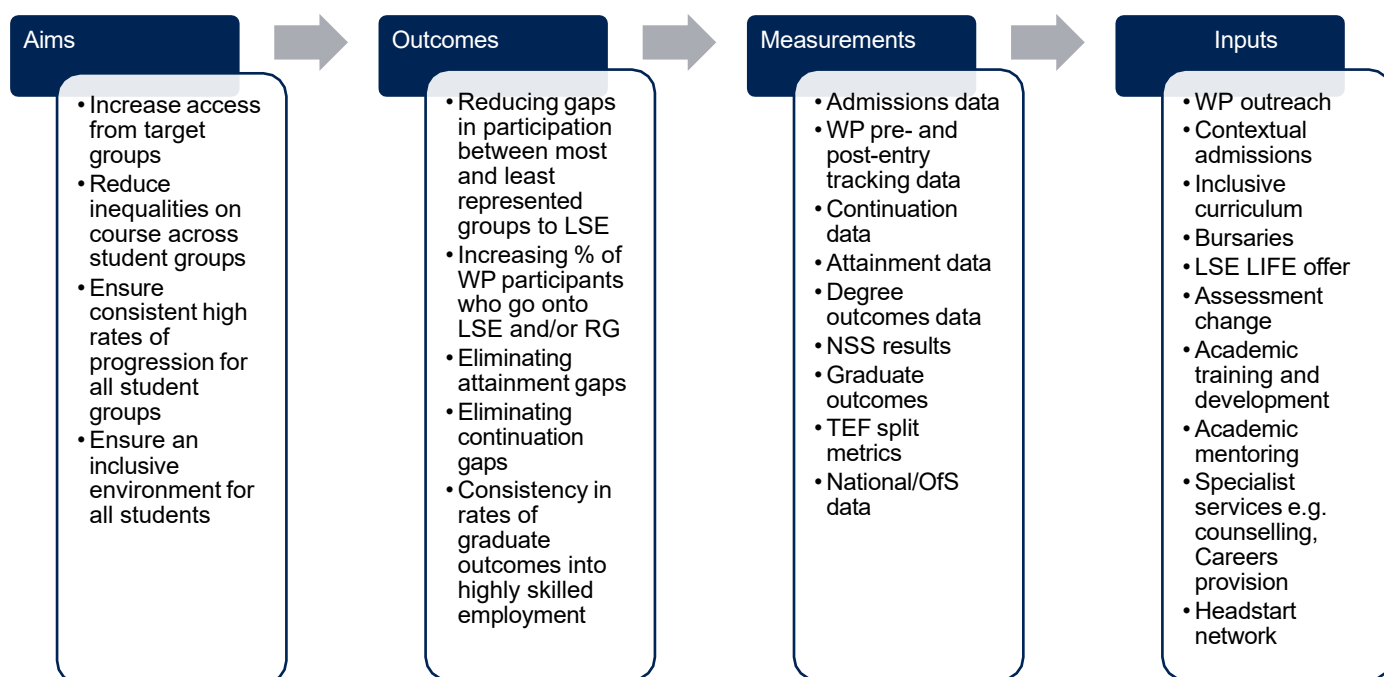 Aims
• Increase access
from target
groups
• Reduce
inequalities on
course across
student groups
• Ensure
consistent high
rates of
progression for
all student
groups
• Ensure an
inclusive
environment for
all students
Outcomes
• Reducing gaps
in participation
between most
and least
represented
groups to LSE
• Increasing % of
WP participants
who go onto
LSE and/or RG
• Eliminating
attainment gaps
• Eliminating
continuation
gaps
• Consistency in
rates of
graduate
outcomes into
highly skilled
employment
Measurements
• Admissions data
• WP pre- and
post-entry
tracking data
• Continuation
data
• Attainment data
• Degree
outcomes data
• NSS results
• Graduate
outcomes
• TEF split
metrics
• National/OfS
data
Inputs
• WP outreach
• Contextual
admissions
• Inclusive
curriculum
• Bursaries
• LSE LIFE offer
• Assessment
change
• Academic
training and
development
• Academic
mentoring
• Specialist
services e.g.
counselling,
Careers
provision
• Headstart
network